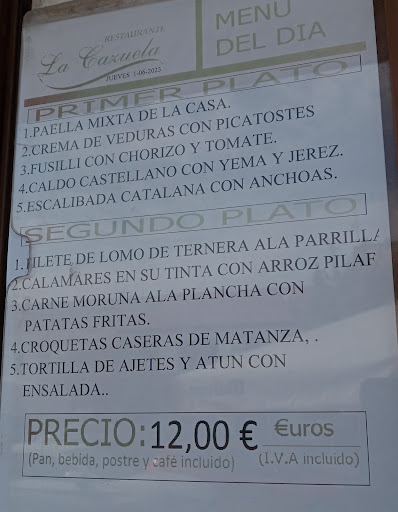 RESTAURANTE
La Cazuela
JUEVES 1-06-2023
MENU
DEL DIA
PRIMER PLATO
1.PAELLA MIXTA DE LA CASA.
2.CREMA DE VEDURAS CON PICATOSTES
3.FUSILLI CON CHORIZO Y TOMATE.
4.CALDO CASTELLANO CON YEMA Y JEREZ.
5.ESCALIBADA CATALANA CON ANCHOAS.
SEGUNDO PLATO
1.FILETE DE LOMO DE TERNERA ALA PARRILLA
2.CALAMARES EN SU TINTA CON ARROZ PILAF
3.CARNE MORUNA ALA PLANCHA CON
PATATAS FRITAS.
4.CROQUETAS CASERAS DE MATANZA, .
5.TORTILLA DE AJETES Y ATUN CON
ENSALADA..
PRECIO: 12,00 € €uros
(Pan, bebida, postre y café incluido) (I.V.A incluido)